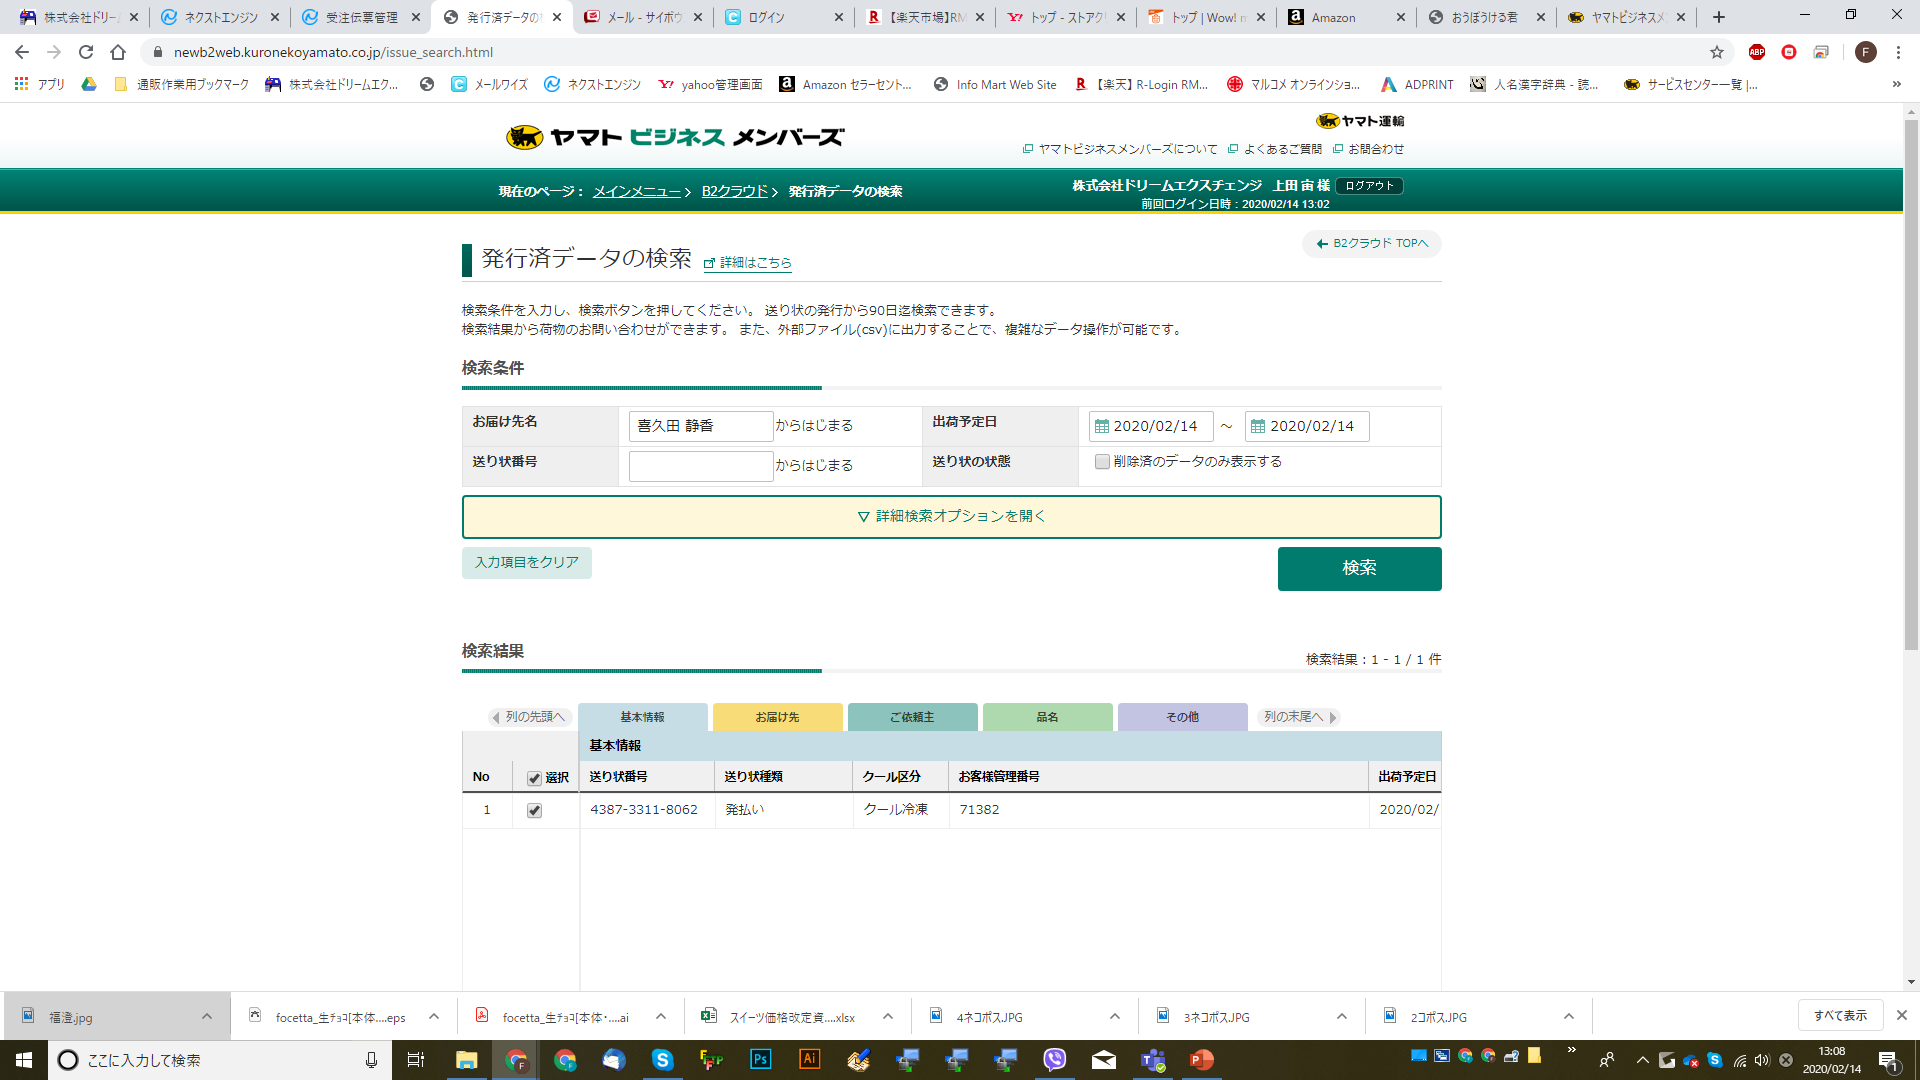 株式会社ドリー
ネクストエンジン
受注伝票管理
発行済データの
メール - サイボウ
ログイン
【楽天市場】RM
トップ - ストアク
トップ | Wow! m
Amazon
おうぼうける君
ヤマトビジネスメ
newb2web.kuronekoyamato.co.jp/issue_search.html
ABP
F
アプリ
通販作業用ブックマーク
株式会社ドリームエク...
メールワイズ
ネクストエンジン
yahoo管理画面
Amazon セラーセント...
Info Mart Web Site
【楽天】R-Login RM...
マルコメ オンラインショ...
ADPRINT
人名漢字辞典 - 読...
サービスセンター一覧 |...
ヤマト ビジネス メンバーズ
ヤマト運輸
ヤマトビジネスメンバーズについて よくあるご質問 お問合わせ
現在のページ： メインメニュー > B2クラウド > 発行済データの検索
株式会社ドリームエクスチェンジ 上田 宙 様 ログアウト
前回ログイン日時 : 2020/02/14 13:02
発行済データの検索 詳細はこちら
B2クラウド TOPへ
検索条件を入力し、検索ボタンを押してください。 送り状の発行から90日迄検索できます。
検索結果から荷物のお問い合わせができます。 また、外部ファイル(csv)に出力することで、複雑なデータ操作が可能です。
検索条件
お届け先名 喜久田 静香 からはじまる 出荷予定日 2020/02/14 ～ 2020/02/14
送り状番号 からはじまる 送り状の状態 削除済のデータのみ表示する
▽ 詳細検索オプションを開く
入力項目をクリア
検索
検索結果
検索結果 : 1 - 1 / 1 件
列の先頭へ 基本情報 お届け先 ご依頼主 品名 その他 列の末尾へ
基本情報
No 選択 送り状番号 送り状種類 クール区分 お客様管理番号 出荷予定日
1 4387-3311-8062 発払い クール冷凍 71382 2020/02/
福澄.jpg
focetta_生ﾁｮｺ[本体....eps
focetta_生ﾁｮｺ[本体・...ai
スイーツ価格改定資....xlsx
4ネコポス.JPG
3ネコポス.JPG
2コポス.JPG
すべて表示
ここに入力して検索
13:08
2020/02/14